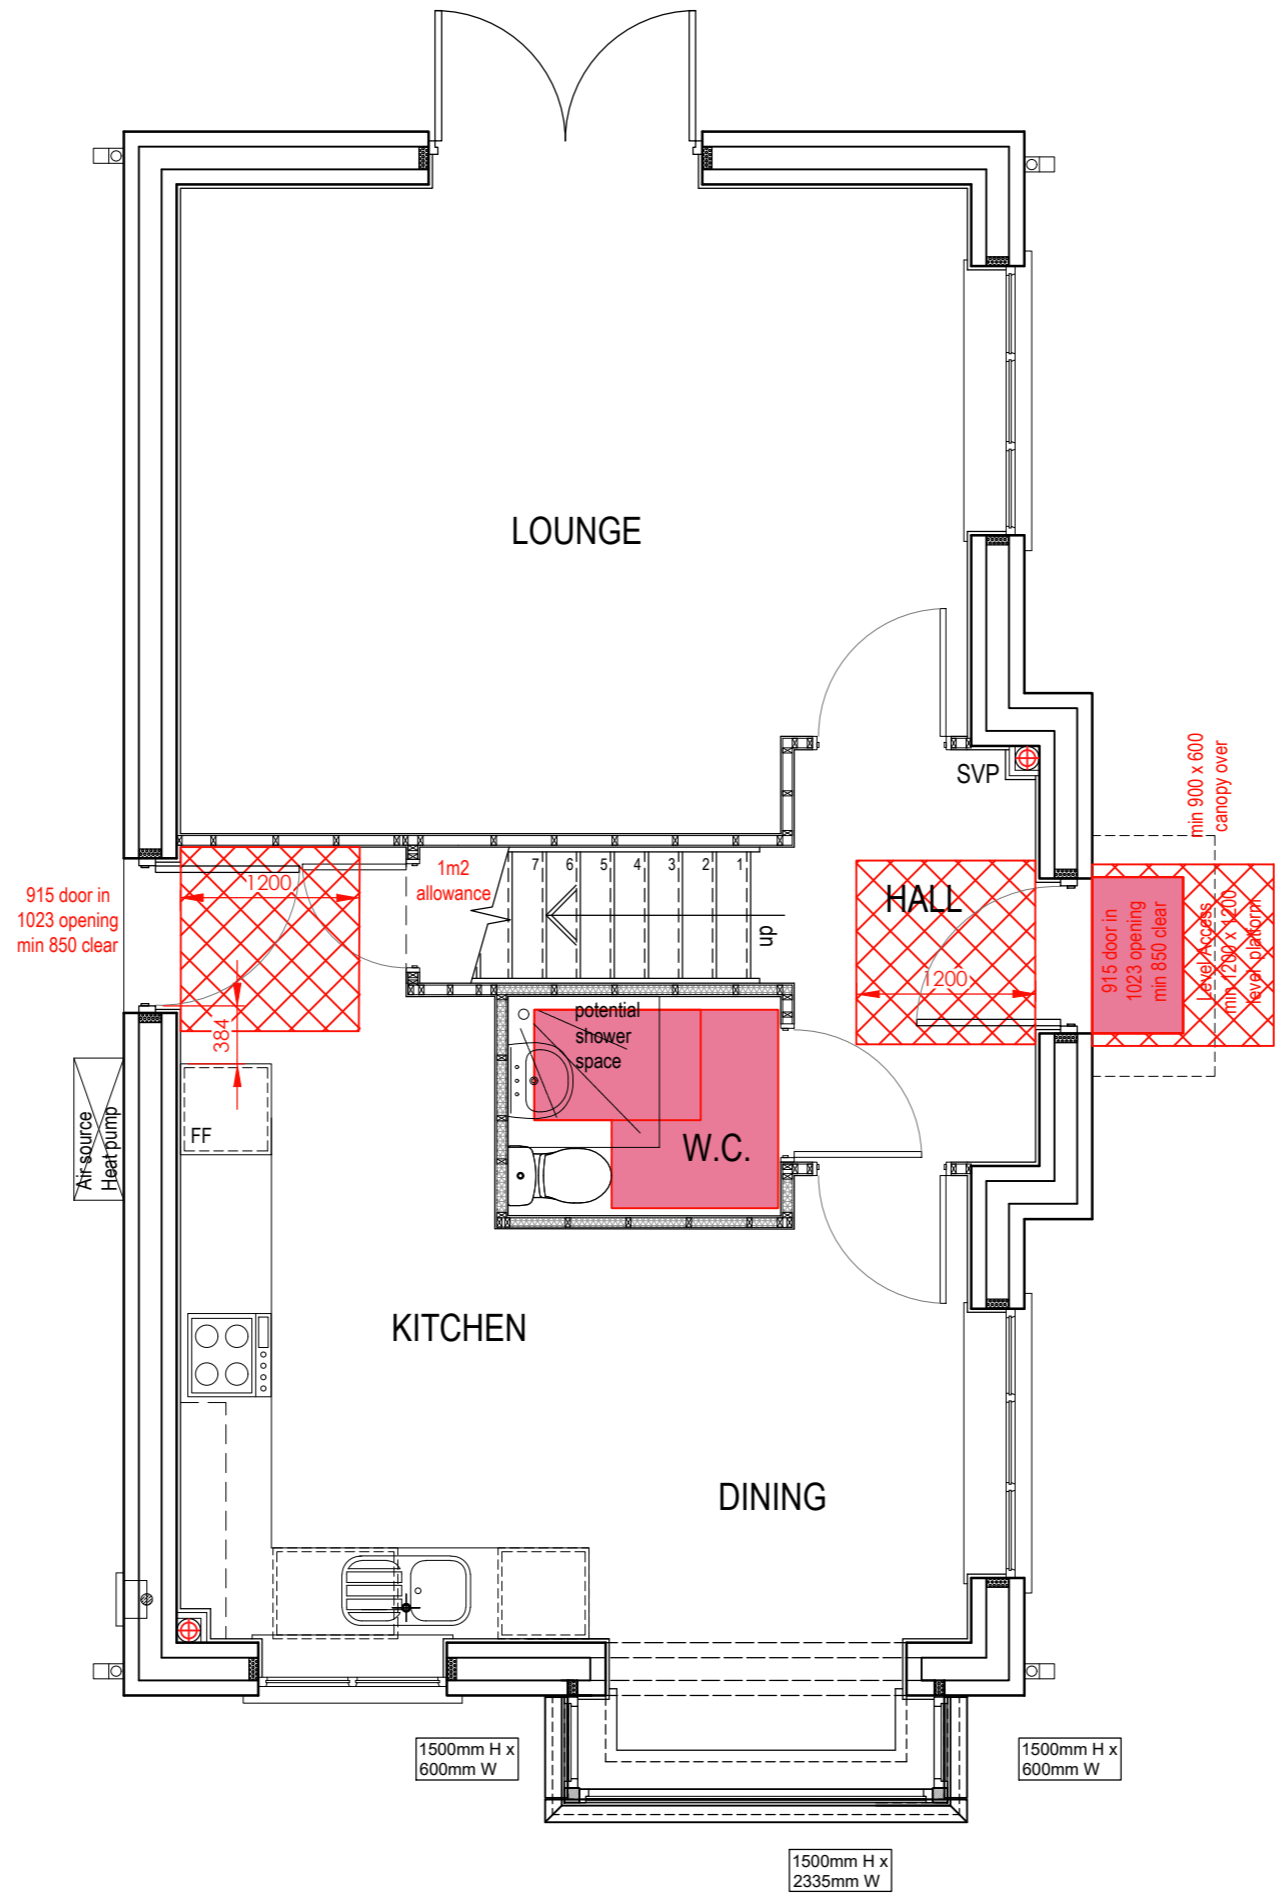 LOUNGE
SVP
min 900 x 600
canopy over
1m2
allowance
7
6
5
4
3
2
1
up
1200
915 door in
1023 opening
min 850 clear
HALL
1200
915 door in
1023 opening
min 850 clear
Level Access
min 1200 x 1200
level platform
384
potential
shower
space
Air source
Heat pump
FF
W.C.
KITCHEN
DINING
1500mm H x
600mm W
1500mm H x
600mm W
1500mm H x
2335mm W